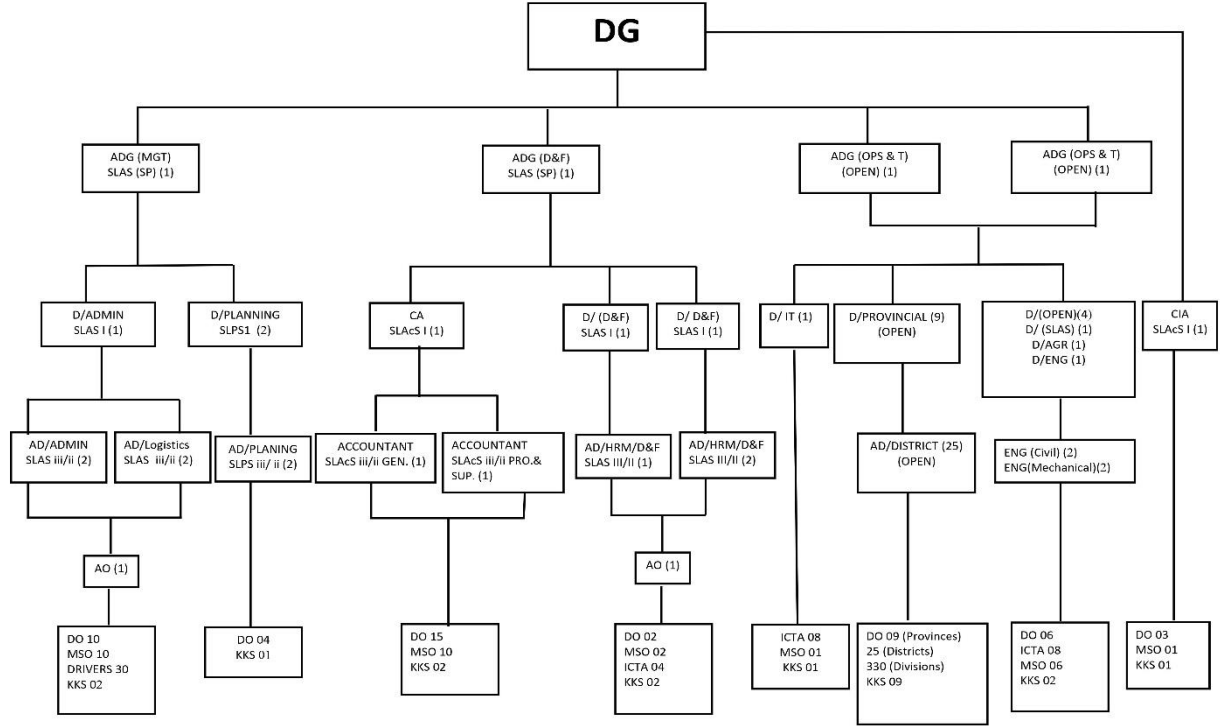 DG
ADG (MGT)
SLAS (SP) (1)
ADG (D&F)
SLAS (SP) (1)
ADG (OPS & T)
(OPEN) (1)
ADG (OPS & T)
(OPEN) (1)
D/ADMIN
SLAS I (1)
D/PLANNING
SLPS1 (2)
CA
SLAcS I (1)
D/ (D&F)
SLAS I (1)
D/ D&F)
SLAS I (1)
D/ IT (1)
D/PROVINCIAL (9)
(OPEN)
D/(OPEN)(4)
D/ (SLAS) (1)
D/AGR (1)
D/ENG (1)
CIA
SLAcS I (1)
AD/ADMIN
SLAS iii/ii (2)
AD/Logistics
SLAS iii/ii (2)
AD/PLANING
SLPS iii/ ii (2)
ACCOUNTANT
SLAcS iii/ii GEN. (1)
ACCOUNTANT
SLAcS iii/ii PRO.&
SUP. (1)
AD/HRM/D&F
SLAS III/II (1)
AD/HRM/D&F
SLAS III/II (2)
AD/DISTRICT (25)
(OPEN)
ENG (Civil) (2)
ENG(Mechanical)(2)
AO (1)
AO (1)
DO 10
MSO 10
DRIVERS 30
KKS 02
DO 04
KKS 01
DO 15
MSO 10
KKS 02
DO 02
MSO 02
ICTA 04
KKS 02
ICTA 08
MSO 01
KKS 01
DO 09 (Provinces)
25 (Districts)
330 (Divisions)
KKS 09
DO 06
ICTA 08
MSO 06
KKS 02
DO 03
MSO 01
KKS 01